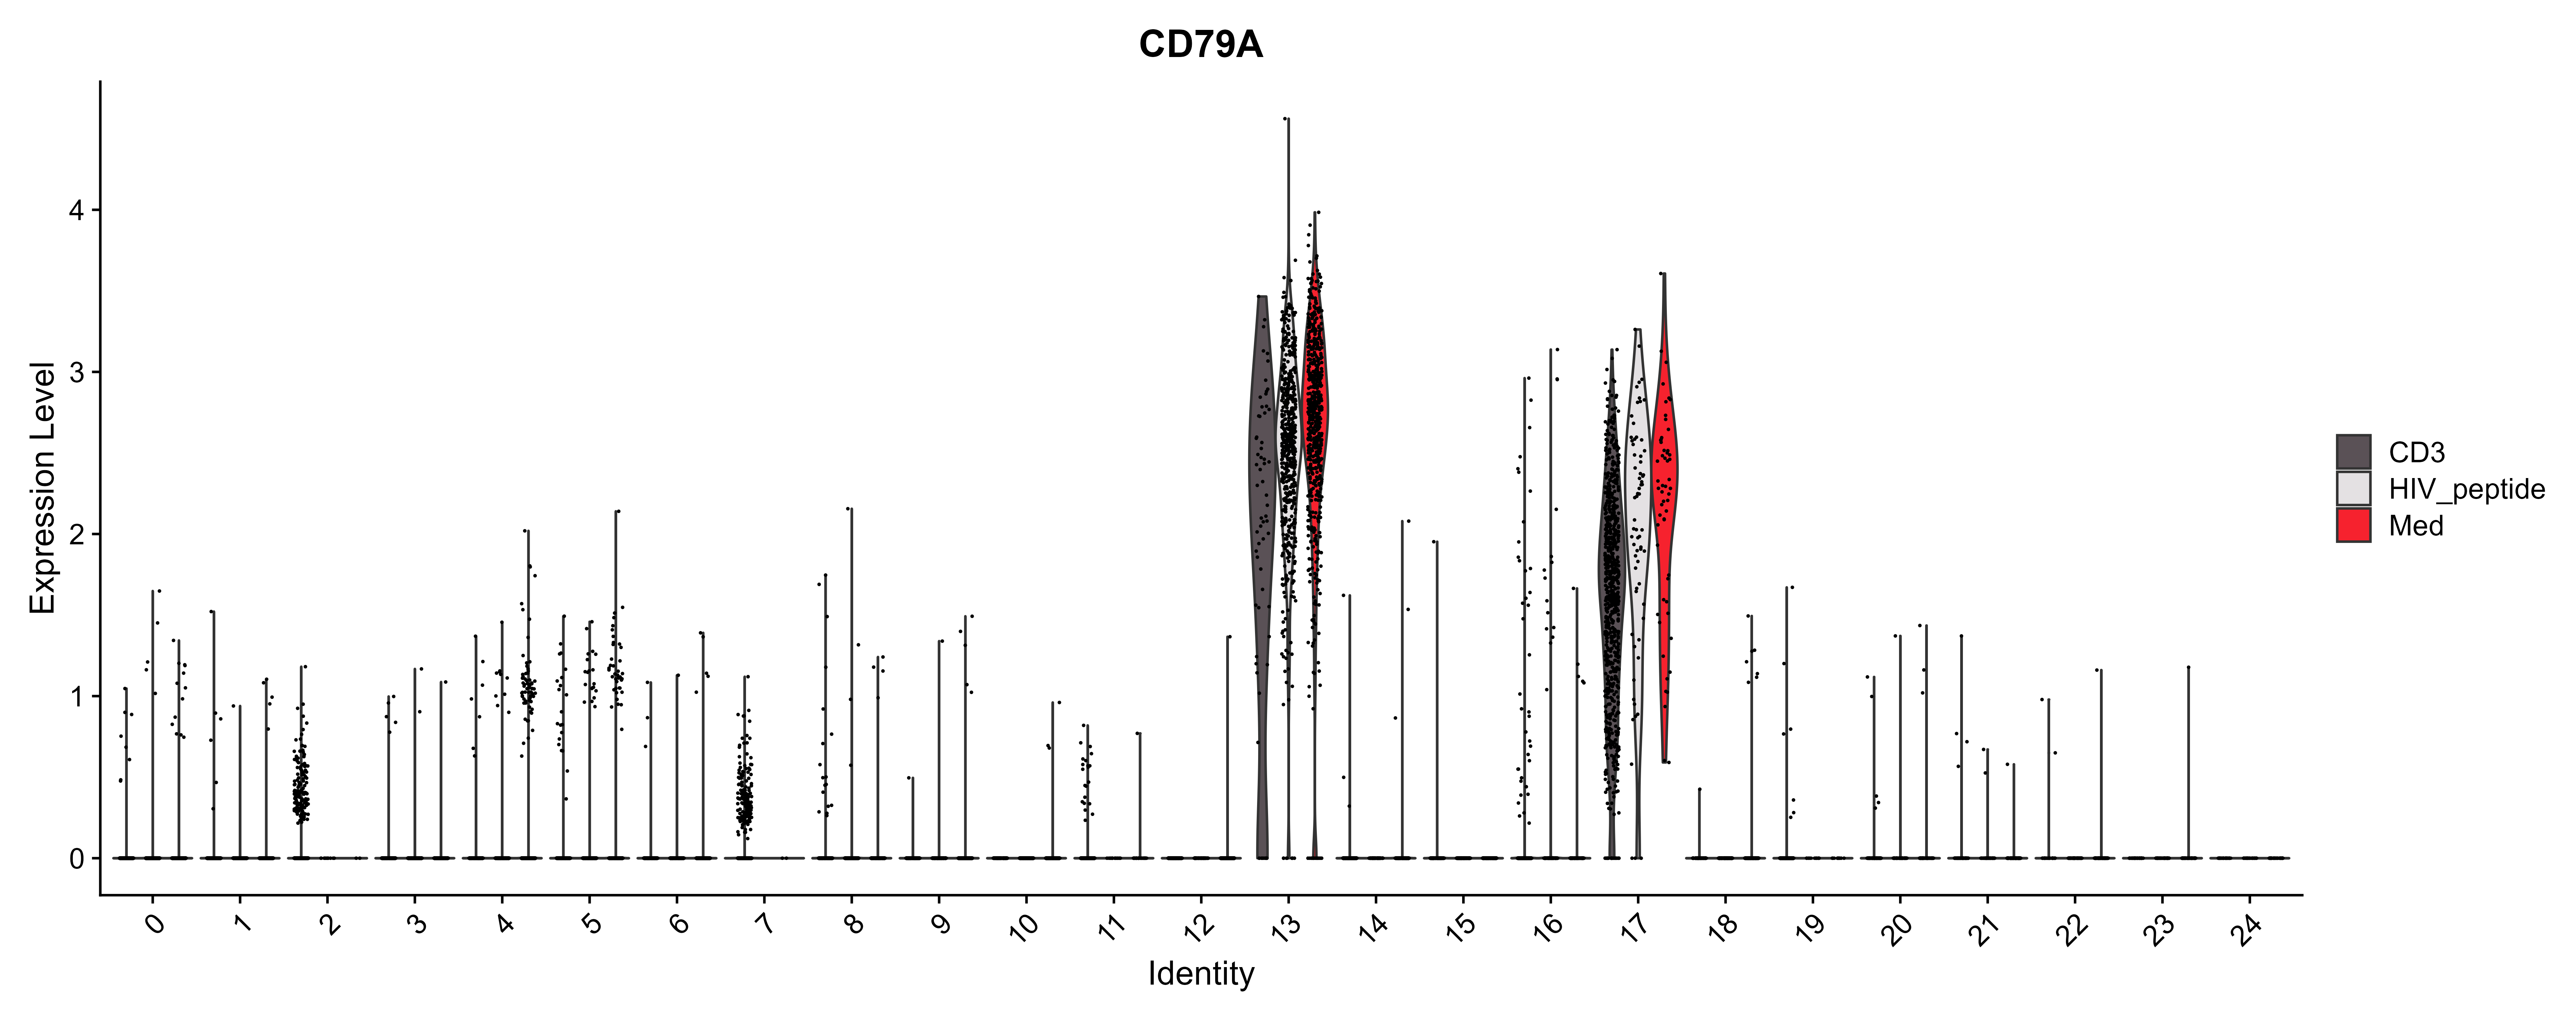 CD79A
Expression Level
4
3
2
1
0
0 1 2 3 4 5 6 7 8 9 10 11 12 13 14 15 16 17 18 19 20 21 22 23 24
Identity
CD3
HIV_peptide
Med